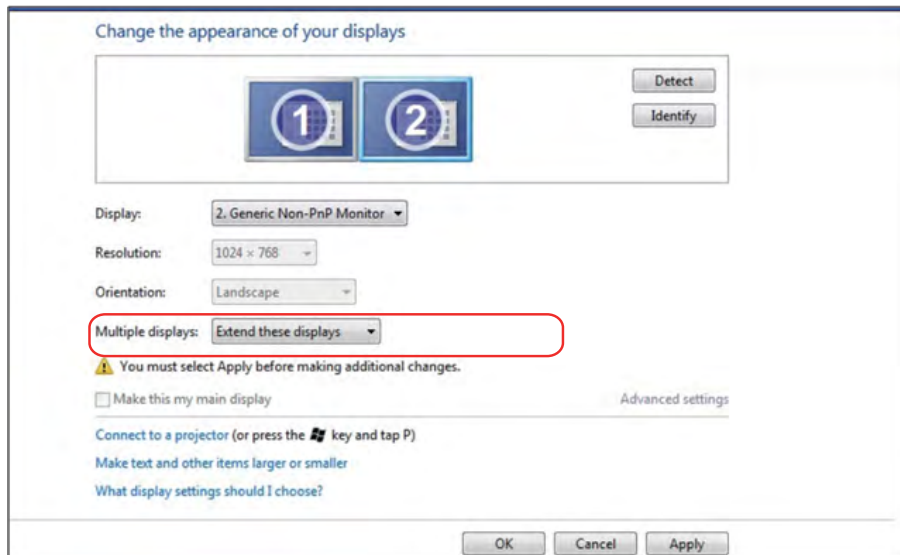 Change the appearance of your displays
1 2
Detect
Identify
Display: 2. Generic Non-PnP Monitor
Resolution: 1024 × 768
Orientation: Landscape
Multiple displays: Extend these displays
You must select Apply before making additional changes.
Make this my main display Advanced settings
Connect to a projector (or press the key and tap P)
Make text and other items larger or smaller
What display settings should I choose?
OK Cancel Apply